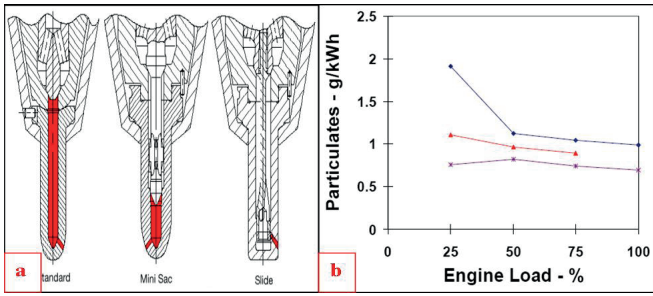 a
tandard
Mini Sac
Slide
Particulates - g/kWh
2.5
2
1.5
1
0.5
0
0 25 50 75 100
Engine Load - %
b